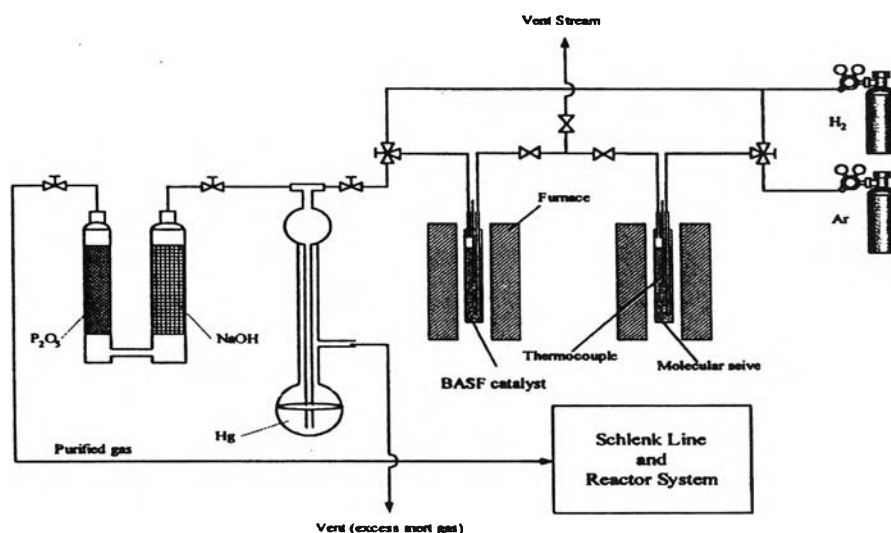 Vent Stream
H2
Ar
Furnace
P2O5
NaOH
Thermocouple
Molecular seive
BASF catalyst
Hg
Purified gas
Schlenk Line
and
Reactor System
Vent (excess inert gas)